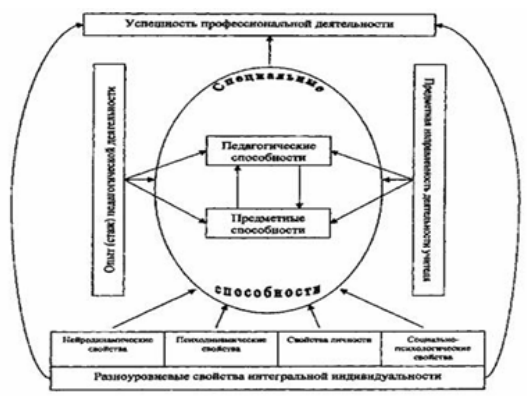 Успешность профессиональной деятельности
Специальные
Опыт (стаж) педагогической деятельности
Педагогические
способности
Предметные
способности
Предметная направленность деятельности учителя
способности
Нейродинамические
свойства
Психодинамические
свойства
Свойства личности
Социально-
психологические
свойства
Разноуровневые свойства интегральной индивидуальности